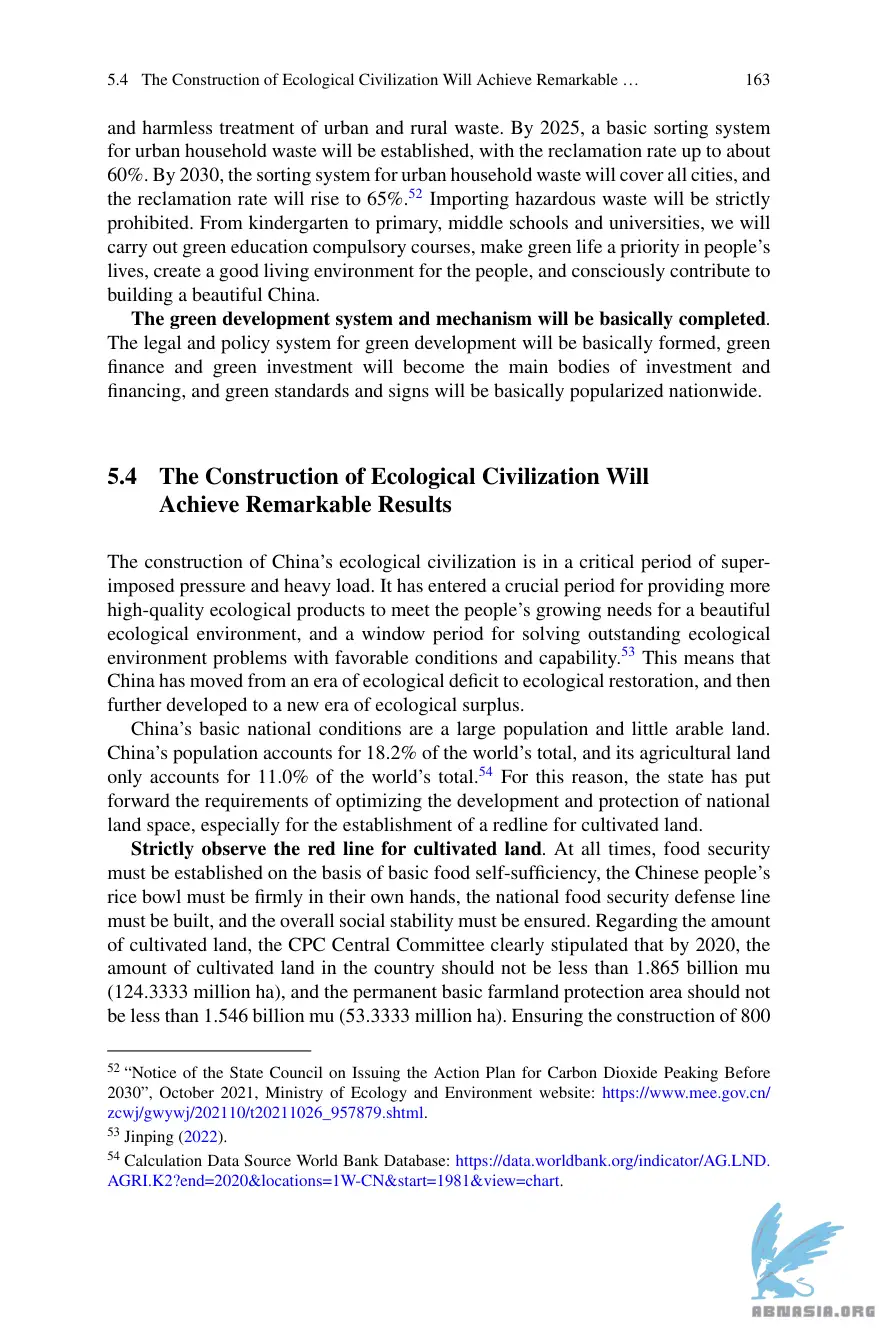 5.4 The Construction of Ecological Civilization Will Achieve Remarkable … 163
and harmless treatment of urban and rural waste. By 2025, a basic sorting system
for urban household waste will be established, with the reclamation rate up to about
60%. By 2030, the sorting system for urban household waste will cover all cities, and
the reclamation rate will rise to 65%.52 Importing hazardous waste will be strictly
prohibited. From kindergarten to primary, middle schools and universities, we will
carry out green education compulsory courses, make green life a priority in people's
lives, create a good living environment for the people, and consciously contribute to
building a beautiful China.
The green development system and mechanism will be basically completed.
The legal and policy system for green development will be basically formed, green
finance and green investment will become the main bodies of investment and
financing, and green standards and signs will be basically popularized nationwide.
5.4 The Construction of Ecological Civilization Will
Achieve Remarkable Results
The construction of China's ecological civilization is in a critical period of super-
imposed pressure and heavy load. It has entered a crucial period for providing more
high-quality ecological products to meet the people's growing needs for a beautiful
ecological environment, and a window period for solving outstanding ecological
environment problems with favorable conditions and capability.53 This means that
China has moved from an era of ecological deficit to ecological restoration, and then
further developed to a new era of ecological surplus.
China's basic national conditions are a large population and little arable land.
China's population accounts for 18.2% of the world's total, and its agricultural land
only accounts for 11.0% of the world's total.54 For this reason, the state has put
forward the requirements of optimizing the development and protection of national
land space, especially for the establishment of a redline for cultivated land.
Strictly observe the red line for cultivated land. At all times, food security
must be established on the basis of basic food self-sufficiency, the Chinese people's
rice bowl must be firmly in their own hands, the national food security defense line
must be built, and the overall social stability must be ensured. Regarding the amount
of cultivated land, the CPC Central Committee clearly stipulated that by 2020, the
amount of cultivated land in the country should not be less than 1.865 billion mu
(124.3333 million ha), and the permanent basic farmland protection area should not
be less than 1.546 billion mu (53.3333 million ha). Ensuring the construction of 800
52 “Notice of the State Council on Issuing the Action Plan for Carbon Dioxide Peaking Before
2030”, October 2021, Ministry of Ecology and Environment website: https://www.mee.gov.cn/
zcwj/gwywj/202110/t20211026_957879.shtml.
53 Jinping (2022).
54 Calculation Data Source World Bank Database: https://data.worldbank.org/indicator/AG.LND.
AGRI.K2?end=2020&locations=1W-CN&start=1981&view=chart.
ABNASIA.ORG